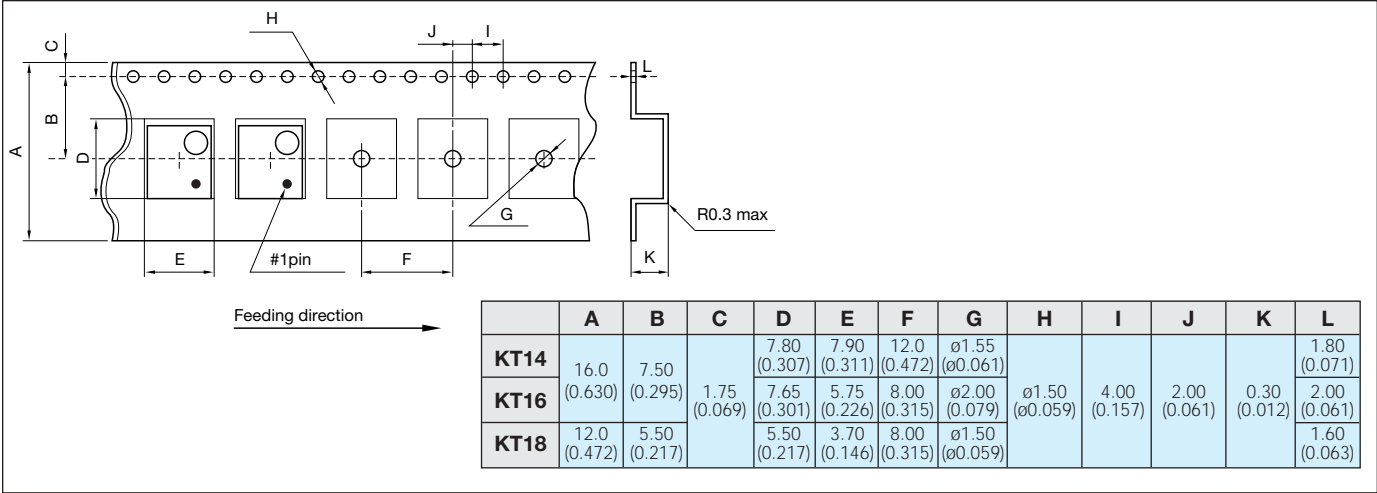 H
J I
C
L
B
A
D
G
R0.3 max
E
#1pin
F
K
Feeding direction
A B C D E F G H I J K L
KT14 16.0 (0.630) 7.50 (0.295) 1.75 (0.069) 7.80 (0.307) 7.90 (0.311) 12.0 (0.472) ø1.55 (ø0.061) ø1.50 (ø0.059) 4.00 (0.157) 2.00 (0.061) 0.30 (0.012) 1.80 (0.071)
KT16 7.65 (0.301) 5.75 (0.226) 8.00 (0.315) ø2.00 (0.079) 2.00 (0.061)
KT18 12.0 (0.472) 5.50 (0.217) 5.50 (0.217) 3.70 (0.146) 8.00 (0.315) ø1.50 (ø0.059) 1.60 (0.063)